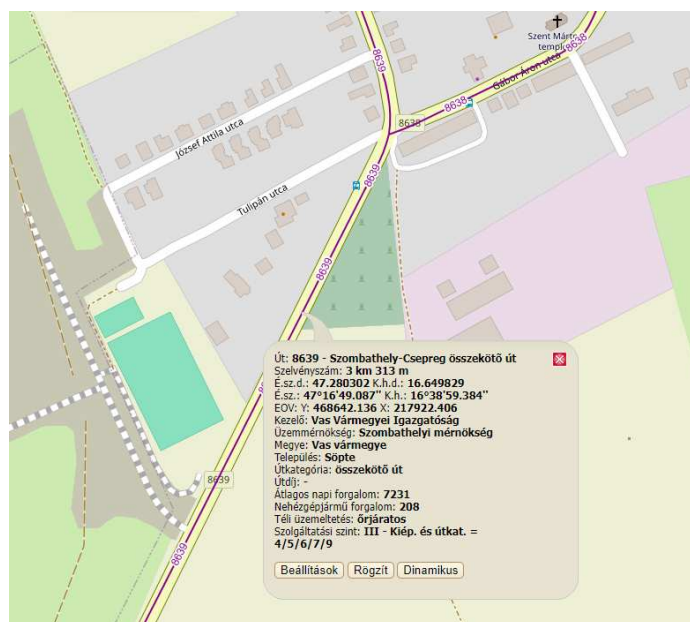 Szent Márton
templom
8639
8638
Gábor Áron utca
8638
8638
József Attila utca
8639
Tulipán utca
8639
8639
8639
8639
Út: 8639 - Szombathely-Csepreg összekötő út
Szelvényszám: 3 km 313 m
É.sz.d.: 47.280302 K.h.d.: 16.649829
É.sz.: 47°16'49.087'' K.h.: 16°38'59.384''
EOV: Y: 468642.136 X: 217922.406
Kezelő: Vas Vármegyei Igazgatóság
Üzemmérnökség: Szombathelyi mérnökség
Megye: Vas vármegye
Település: Söpte
Útkategória: összekötő út
Útdíj: -
Átlagos napi forgalom: 7231
Nehézgépjármű forgalom: 208
Téli üzemeltetés: őrjáratos
Szolgáltatási szint: III - Kiép. és útkat. =
4/5/6/7/9
Beállítások Rögzít Dinamikus